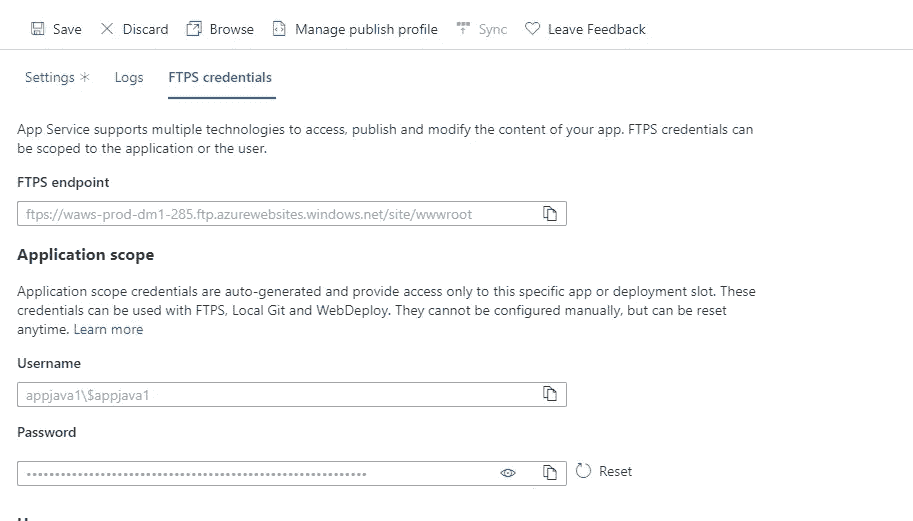 Save Discard Browse Manage publish profile Sync Leave Feedback
Settings * Logs FTPS credentials
App Service supports multiple technologies to access, publish and modify the content of your app. FTPS credentials can
be scoped to the application or the user.
FTPS endpoint
ftps://waws-prod-dm1-285.ftp.azurewebsites.windows.net/site/wwwroot
Application scope
Application scope credentials are auto-generated and provide access only to this specific app or deployment slot. These
credentials can be used with FTPS, Local Git and WebDeploy. They cannot be configured manually, but can be reset
anytime. Learn more
Username
appjava1\$appjava1
Password
Reset